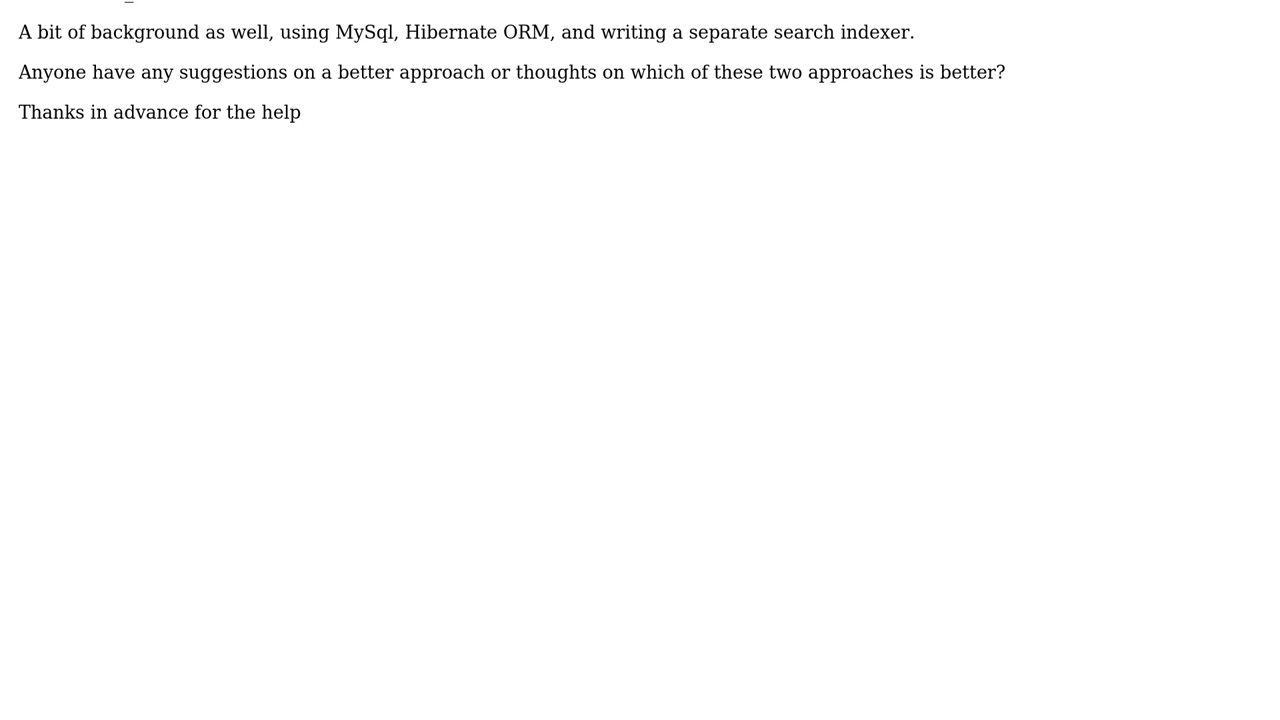 A bit of background as well, using MySql, Hibernate ORM, and writing a separate search indexer.
Anyone have any suggestions on a better approach or thoughts on which of these two approaches is better?
Thanks in advance for the help